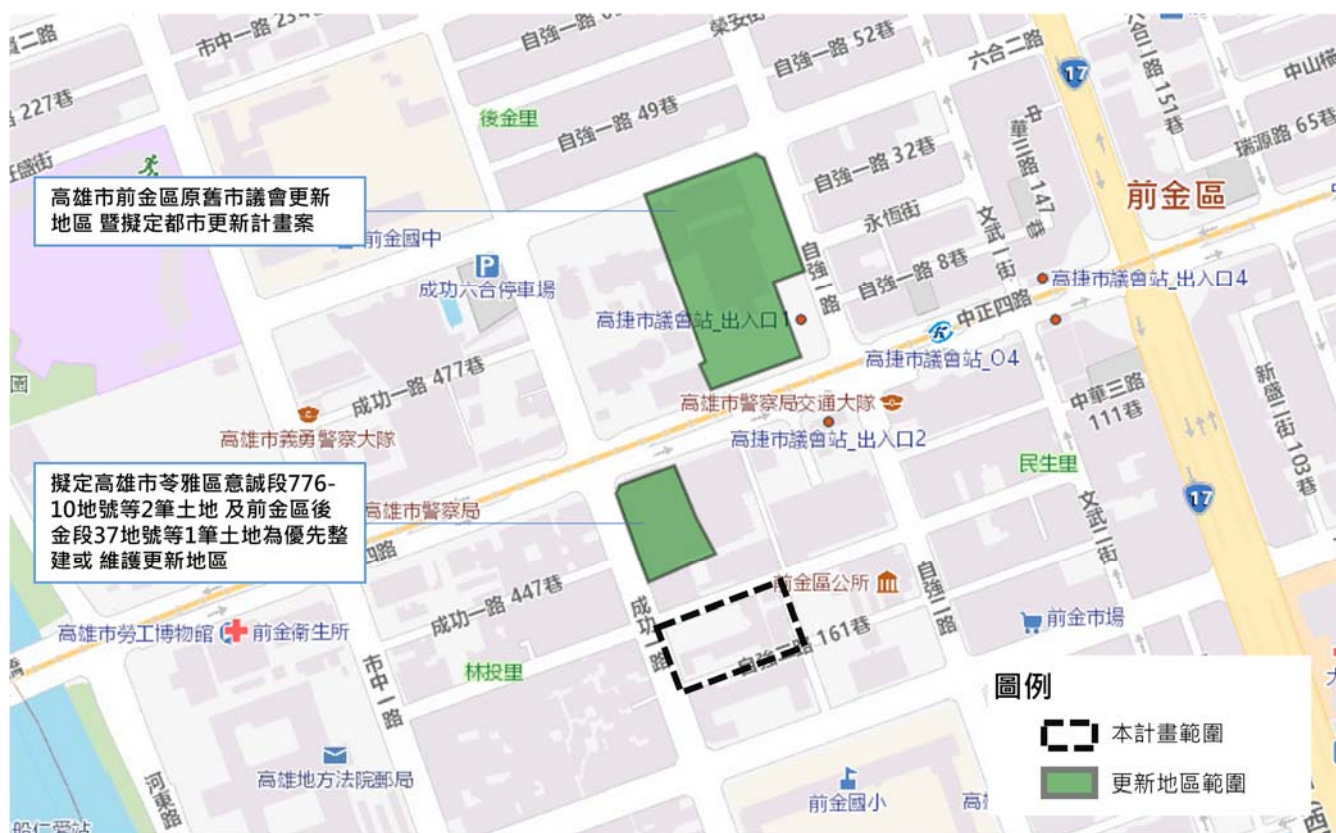 市中一路 234巷
自強一路 52巷
榮安街
六合二路
17
六合二路 151巷
227巷
後金里
自強一路 49巷
中華三路 147巷
瑞源路 65巷
高雄市前金區原舊市議會更新
地區 暨擬定都市更新計畫案
自強一路 32巷
前金區
前金國中
P
成功六合停車場
永恆街
文武一街
自強一路
自強一路 8巷
高捷市議會站_出入口4
高捷市議會站_出入口1
中正四路
高捷市議會站_O4
成功一路 477巷
高雄市警察局交通大隊
中華三路
111巷
高雄市義勇警察大隊
高捷市議會站_出入口2
新盛二街 103巷
民生里
擬定高雄市苓雅區意誠段776-
10地號等2筆土地 及前金區後
金段37地號等1筆土地為優先整
建或 維護更新地區
高雄市警察局
17
四路
文武二街
前金區公所
成功一路 447巷
成功一路
自強二路
前金市場
高雄市勞工博物館
前金衛生所
自強二路 161巷
市中一路
林投里
圖例
本計畫範圍
高雄地方法院郵局
更新地區範圍
河東路
前金國小
船仁愛站